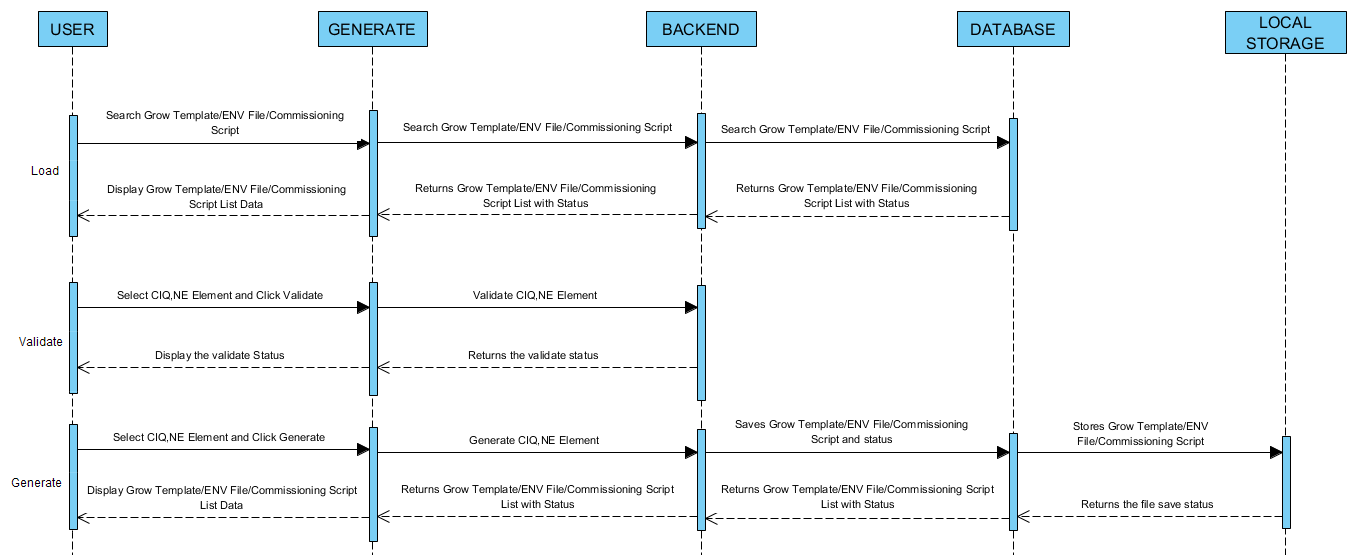 USER
GENERATE
BACKEND
DATABASE
LOCAL
STORAGE
Search Grow Template/ENV File/Commissioning
Script
Search Grow Template/ENV File/Commissioning Script
Search Grow Template/ENV File/Commissioning Script
Load
Display Grow Template/ENV File/Commissioning
Script List Data
Returns Grow Template/ENV File/Commissioning
Script List with Status
Returns Grow Template/ENV File/Commissioning
Script List with Status
Select CIQ,NE Element and Click Validate
Validate CIQ,NE Element
Validate
Display the validate Status
Returns the validate status
Select CIQ,NE Element and Click Generate
Generate CIQ,NE Element
Saves Grow Template/ENV File/Commissioning
Script and status
Stores Grow Template/ENV
File/Commissioning Script
Generate
Display Grow Template/ENV File/Commissioning Script
List Data
Returns Grow Template/ENV File/Commissioning Script
List with Status
Returns Grow Template/ENV File/Commissioning Script
List with Status
Returns the file save status